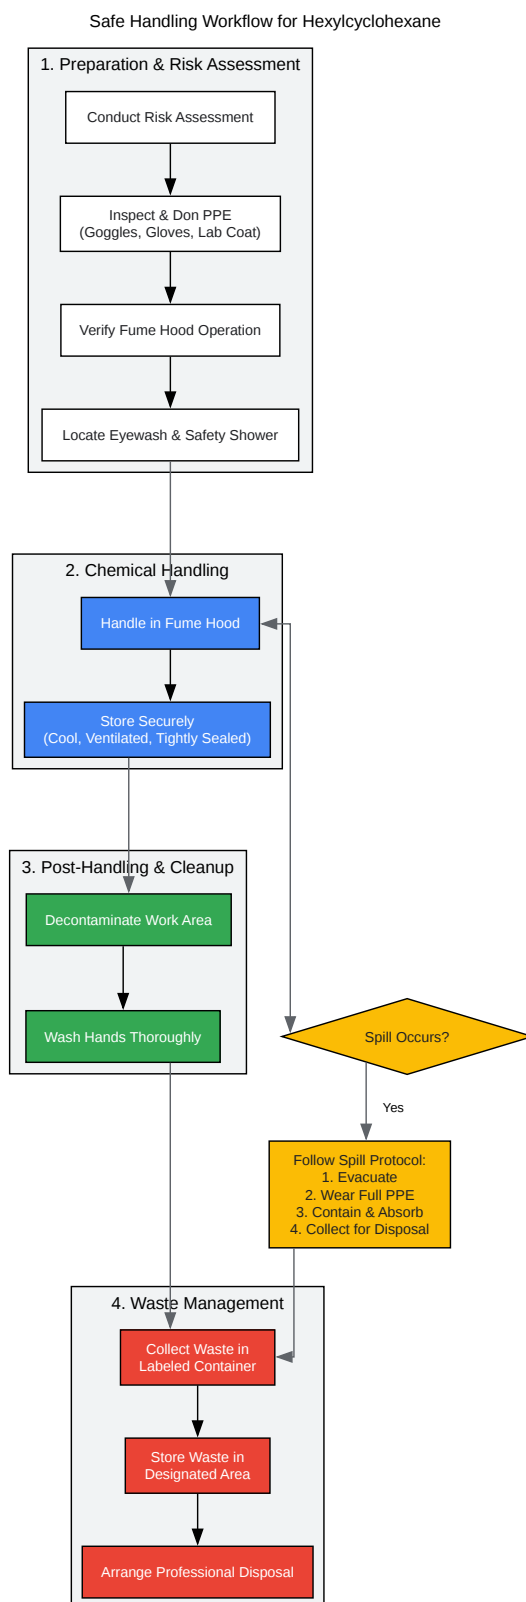 Safe Handling Workflow for Hexylcyclohexane
1. Preparation & Risk Assessment
Conduct Risk Assessment
Inspect & Don PPE
(Goggles, Gloves, Lab Coat)
Verify Fume Hood Operation
Locate Eyewash & Safety Shower
2. Chemical Handling
Handle in Fume Hood
Store Securely
(Cool, Ventilated, Tightly Sealed)
3. Post-Handling & Cleanup
Decontaminate Work Area
Wash Hands Thoroughly
Spill Occurs?
Yes
Follow Spill Protocol:
1. Evacuate
2. Wear Full PPE
3. Contain & Absorb
4. Collect for Disposal
4. Waste Management
Collect Waste in
Labeled Container
Store Waste in
Designated Area
Arrange Professional Disposal